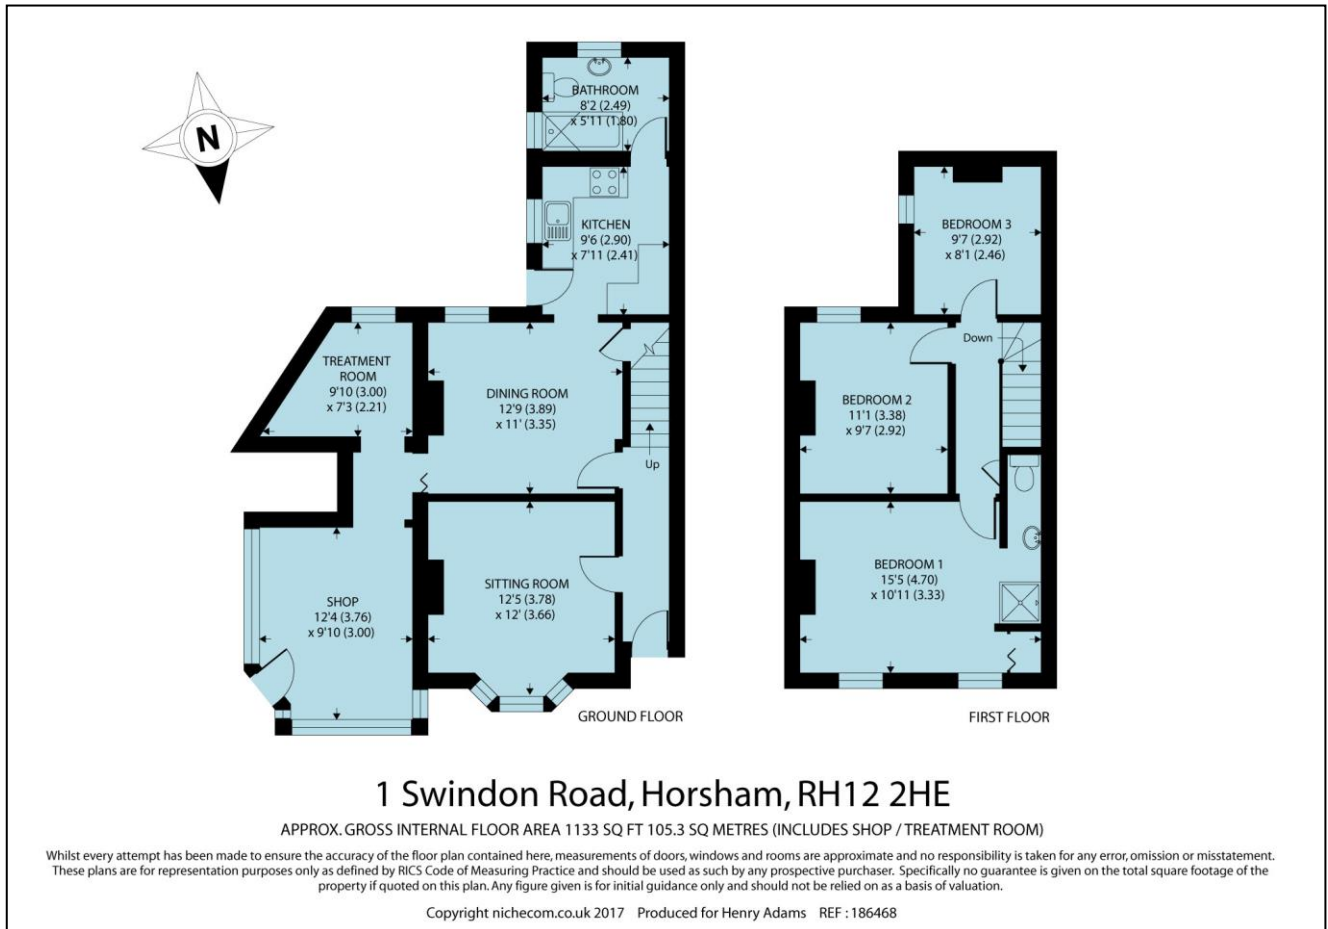 N
BATHROOM
8'2 (2.49)
x 5'11 (1.80)
KITCHEN
9'6 (2.90)
x 7'11 (2.41)
TREATMENT
ROOM
9'10 (3.00)
x 7'3 (2.21)
DINING ROOM
12'9 (3.89)
x 11' (3.35)
Up
SITTING ROOM
12'5 (3.78)
x 12' (3.66)
SHOP
12'4 (3.76)
x 9'10 (3.00)
GROUND FLOOR
BEDROOM 3
9'7 (2.92)
x 8'1 (2.46)
Down
BEDROOM 2
11'1 (3.38)
x 9'7 (2.92)
BEDROOM 1
15'5 (4.70)
x 10'11 (3.33)
FIRST FLOOR
1 Swindon Road, Horsham, RH12 2HE
APPROX. GROSS INTERNAL FLOOR AREA 1133 SQ FT 105.3 SQ METRES (INCLUDES SHOP / TREATMENT ROOM)
Whilst every attempt has been made to ensure the accuracy of the floor plan contained here, measurements of doors, windows and rooms are approximate and no responsibility is taken for any error, omission or misstatement.
These plans are for representation purposes only as defined by RICS Code of Measuring Practice and should be used as such by any prospective purchaser. Specifically no guarantee is given on the total square footage of the
property if quoted on this plan. Any figure given is for initial guidance only and should not be relied on as a basis of valuation.
Copyright nichecom.co.uk 2017 Produced for Henry Adams REF : 186468